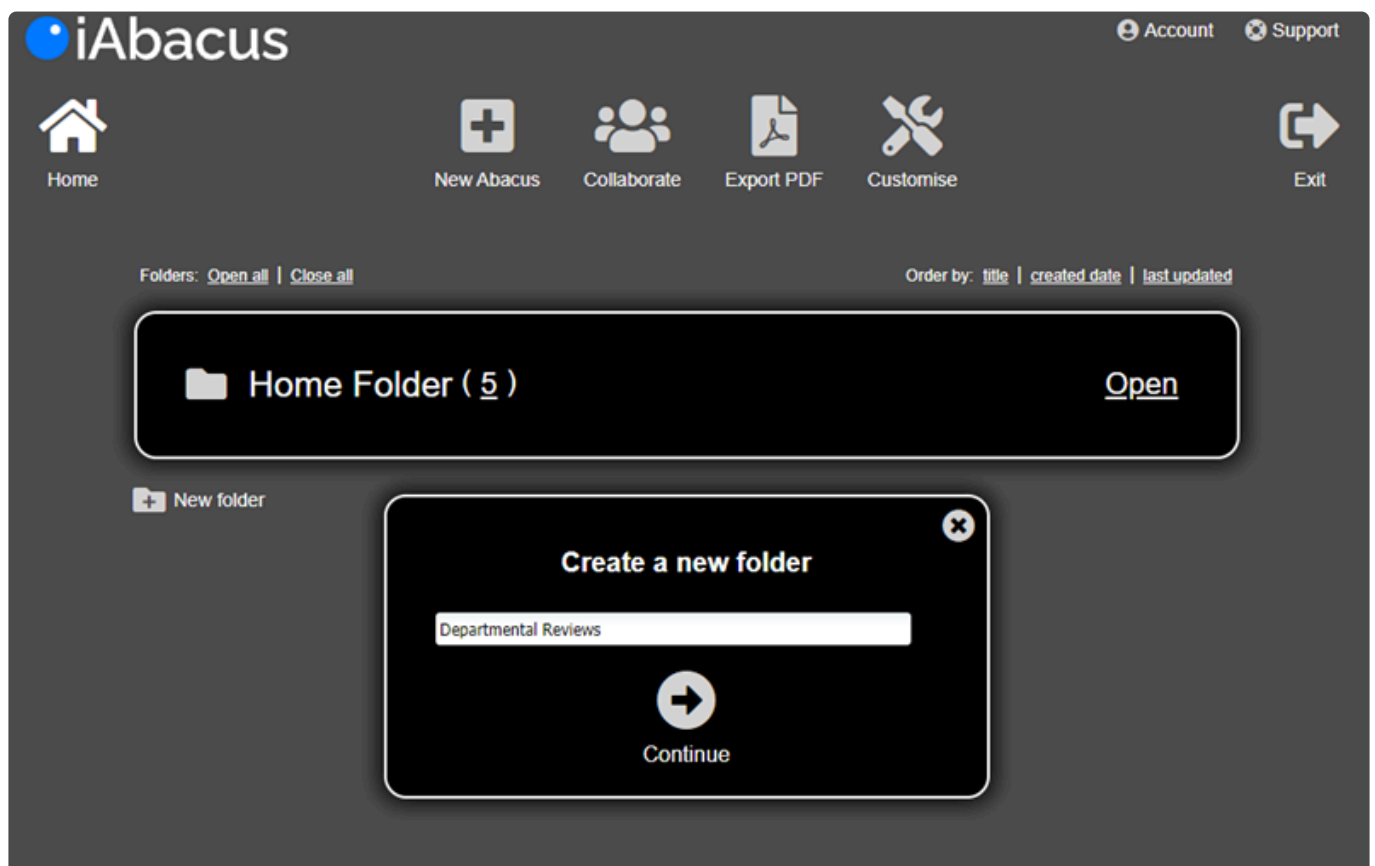 iAbacus
Account Support
Home
New Abacus Collaborate Export PDF Customise
Exit
Folders: Open all | Close all
Order by: title | created date | last updated
Home Folder ( 5 )
Open
New folder
Create a new folder
Departmental Reviews
Continue